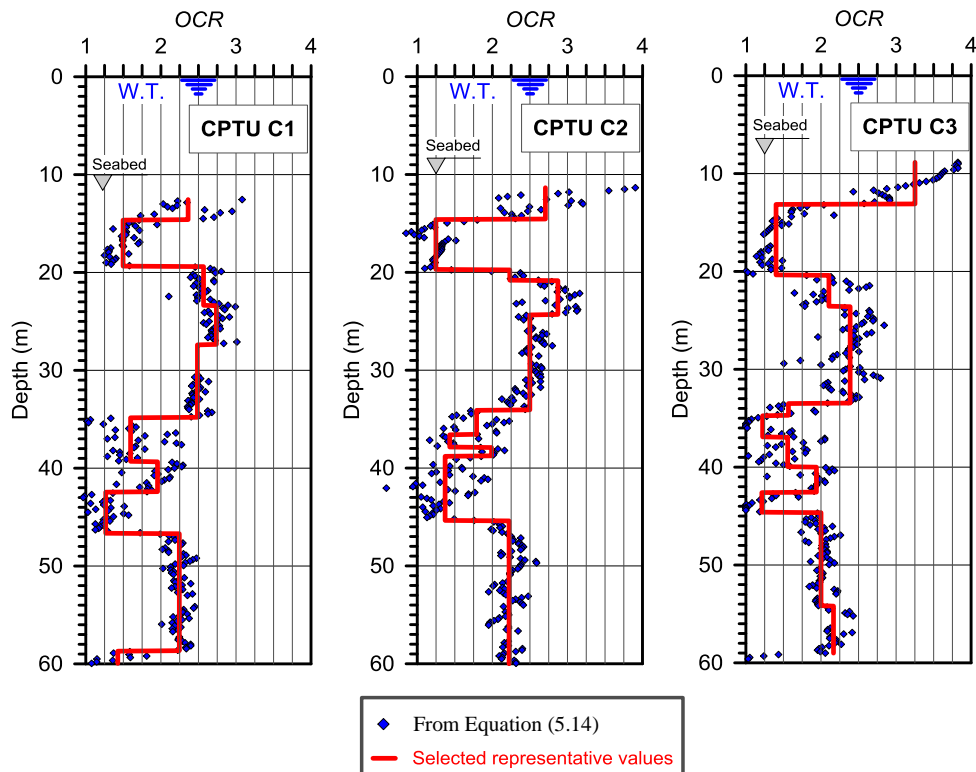 OCR OCR OCR
1 2 3 4 1 2 3 4 1 2 3 4
0 0 0
W.T. W.T. W.T.
CPTU C1 CPTU C2 CPTU C3
Seabed Seabed Seabed
10 10 10
20 20 20
30 30 30
40 40 40
50 50 50
60 60 60
Depth (m) Depth (m) Depth (m)
From Equation (5.14)
Selected representative values